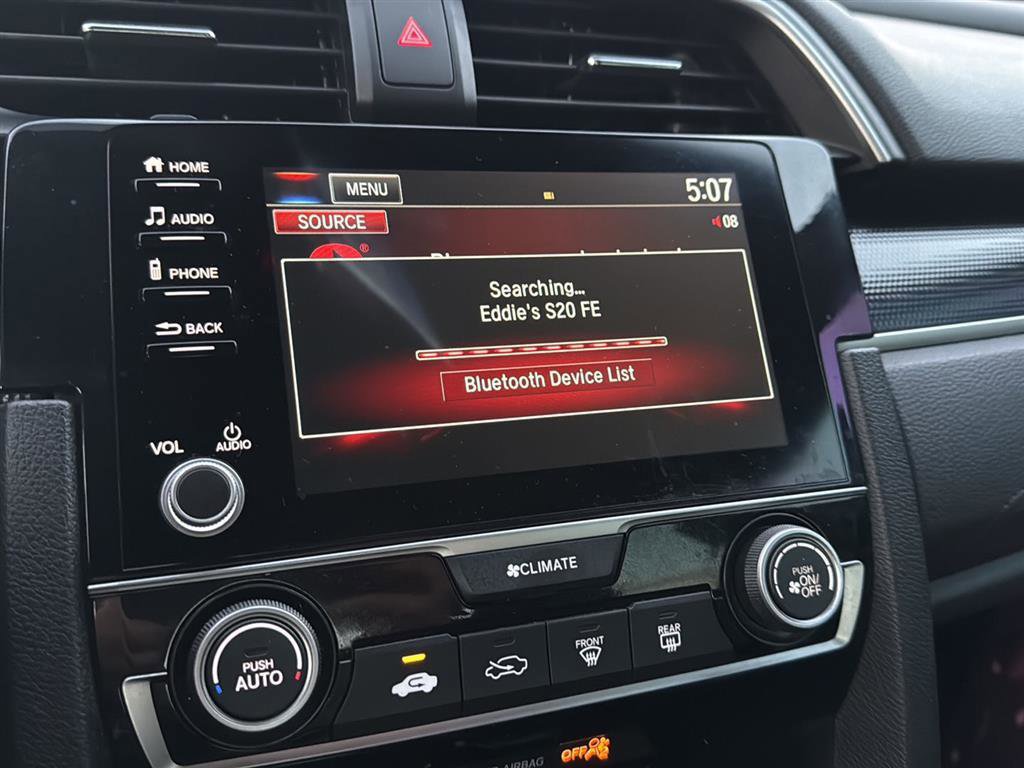 HOME
AUDIO
PHONE
BACK
VOL
AUDIO
MENU
5:07
SOURCE
08
®
Searching...
Eddie's S20 FE
Bluetooth Device List
CLIMATE
PUSH
AUTO
FRONT
REAR
PUSH
ON/
OFF
AIRBAG
OFF